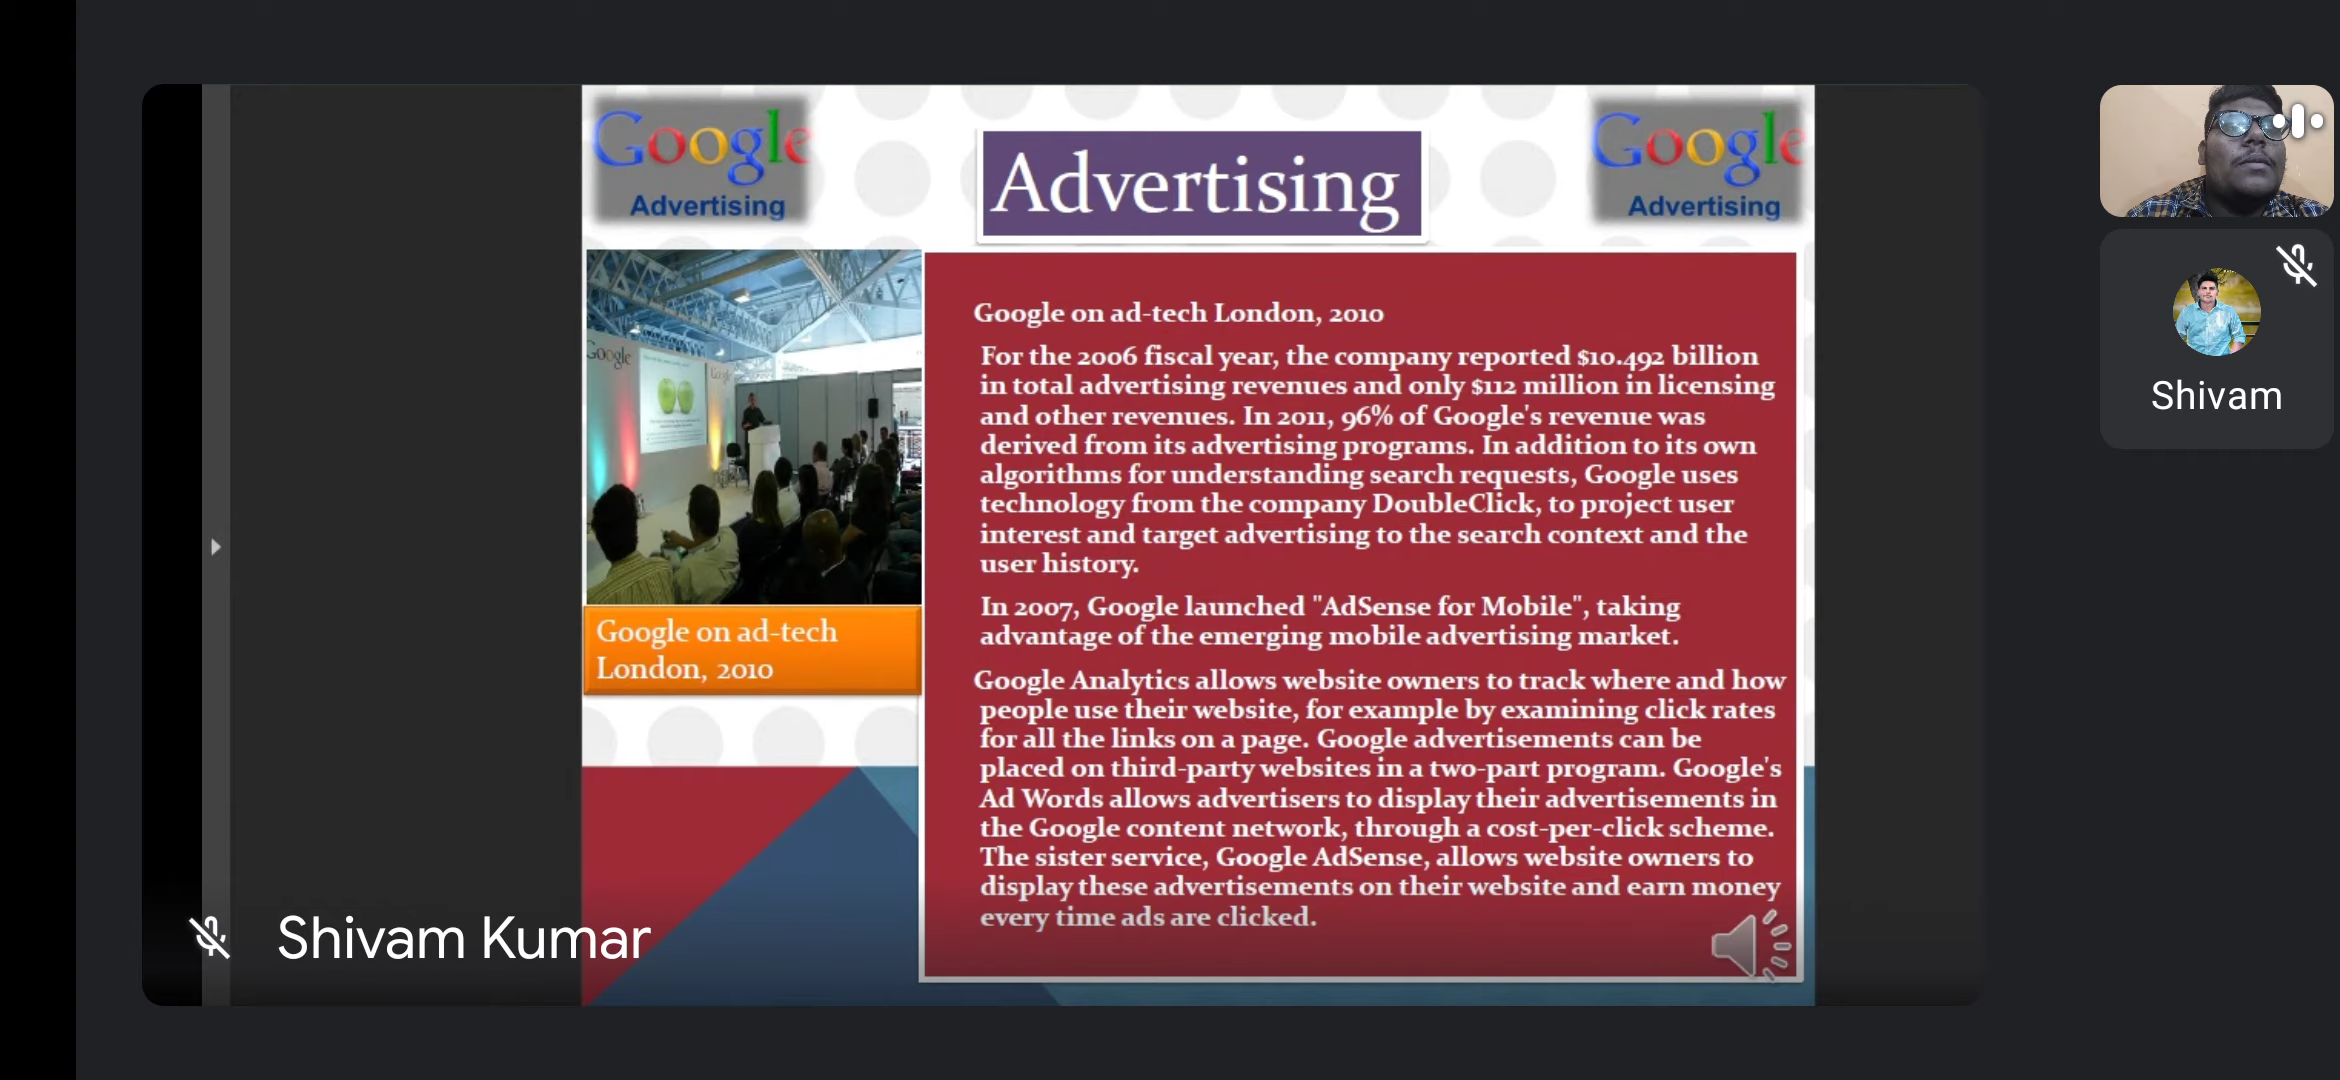 Google
Advertising
Advertising
Google
Advertising
Google
Google
Google on ad-tech
London, 2010
Google on ad-tech London, 2010
For the 2006 fiscal year, the company reported $10.492 billion
in total advertising revenues and only $112 million in licensing
and other revenues. In 2011, 96% of Google's revenue was
derived from its advertising programs. In addition to its own
algorithms for understanding search requests, Google uses
technology from the company DoubleClick, to project user
interest and target advertising to the search context and the
user history.
In 2007, Google launched "AdSense for Mobile", taking
advantage of the emerging mobile advertising market.
Google Analytics allows website owners to track where and how
people use their website, for example by examining click rates
for all the links on a page. Google advertisements can be
placed on third-party websites in a two-part program. Google's
Ad Words allows advertisers to display their advertisements in
the Google content network, through a cost-per-click scheme.
The sister service, Google AdSense, allows website owners to
display these advertisements on their website and earn money
every time ads are clicked.
Shivam Kumar
Shivam